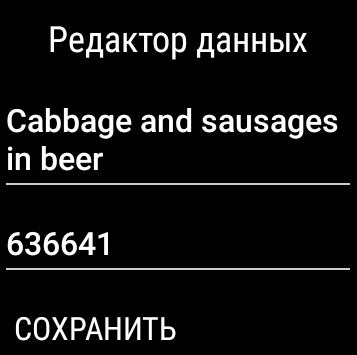 Редактор данных
Cabbage and sausages
in beer
636641
СОХРАНИТЬ